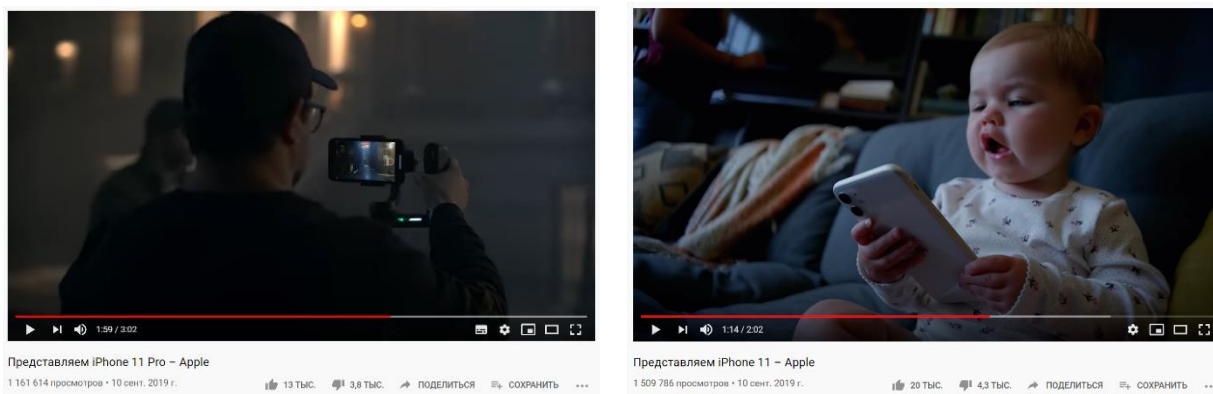 1:59 / 3:02
Представляем iPhone 11 Pro – Apple
1 161 614 просмотров • 10 сент. 2019 г.
13 ТЫС.
3,8 ТЫС.
ПОДЕЛИТЬСЯ
СОХРАНИТЬ
1:14 / 2:02
Представляем iPhone 11 – Apple
1 509 786 просмотров • 10 сент. 2019 г.
20 ТЫС.
4,3 ТЫС.
ПОДЕЛИТЬСЯ
СОХРАНИТЬ